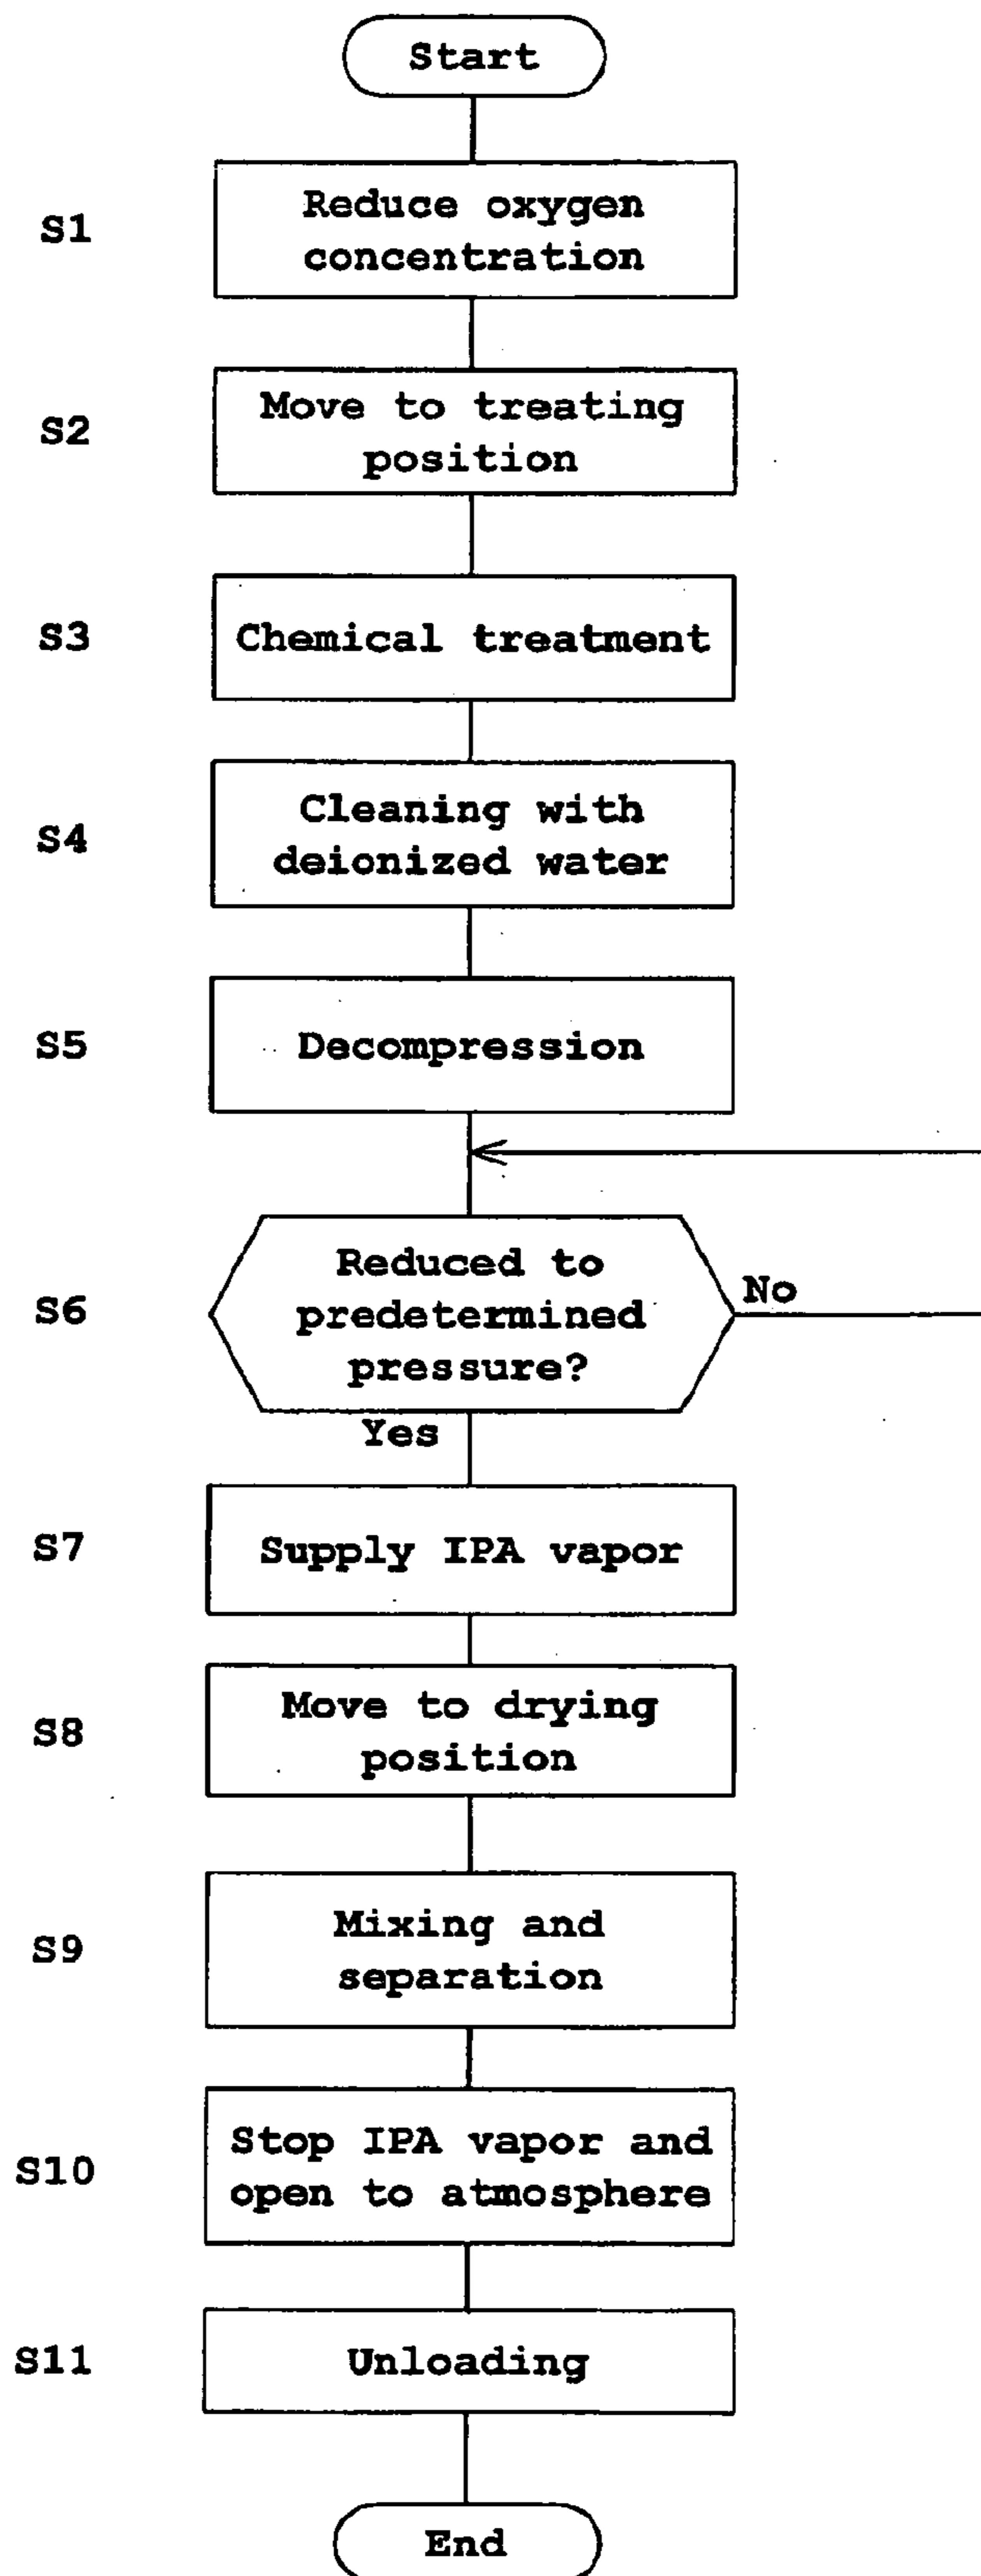 Start
S1
Reduce oxygen
concentration
S2
Move to treating
position
S3
Chemical treatment
S4
Cleaning with
deionized water
S5
Decompression
S6
Reduced to
predetermined
pressure?
No
Yes
S7
Supply IPA vapor
S8
Move to drying
position
S9
Mixing and
separation
S10
Stop IPA vapor and
open to atmosphere
S11
Unloading
End